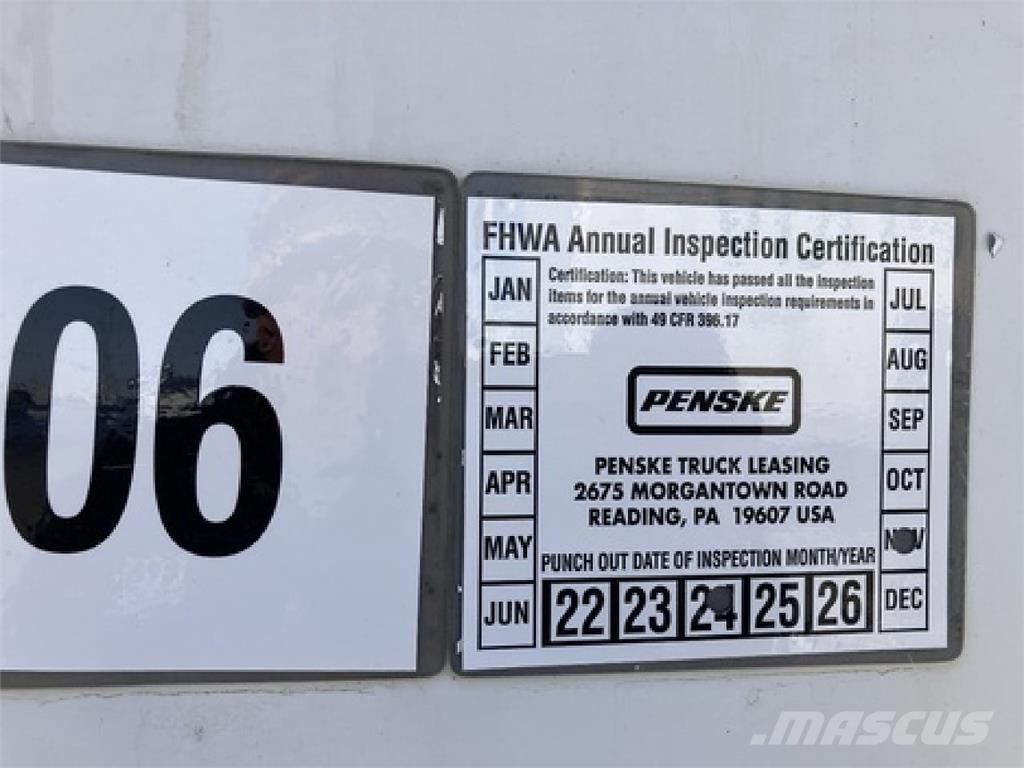 06
FHWA Annual Inspection Certification
Certification: This vehicle has passed all the inspection
items for the annual vehicle inspection requirements in
accordance with 49 CFR 396.17
JAN
FEB
MAR
APR
MAY
JUN
JUL
AUG
SEP
OCT
NOV
DEC
PENSKE
PENSKE TRUCK LEASING
2675 MORGANTOWN ROAD
READING, PA 19607 USA
PUNCH OUT DATE OF INSPECTION MONTH/YEAR
22 23 24 25 26
MASCUS